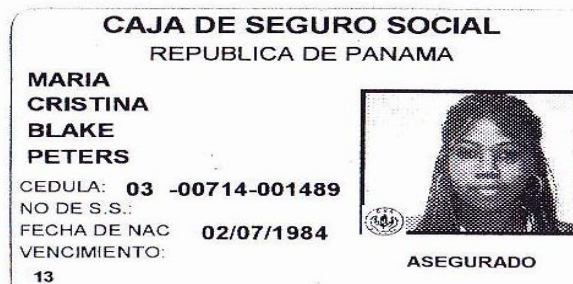 CAJA DE SEGURO SOCIAL
REPUBLICA DE PANAMA
MARIA
CRISTINA
BLAKE
PETERS
CEDULA: 03 -00714-001489
NO DE S.S.:
FECHA DE NAC 02/07/1984
VENCIMIENTO:
13
ASEGURADO